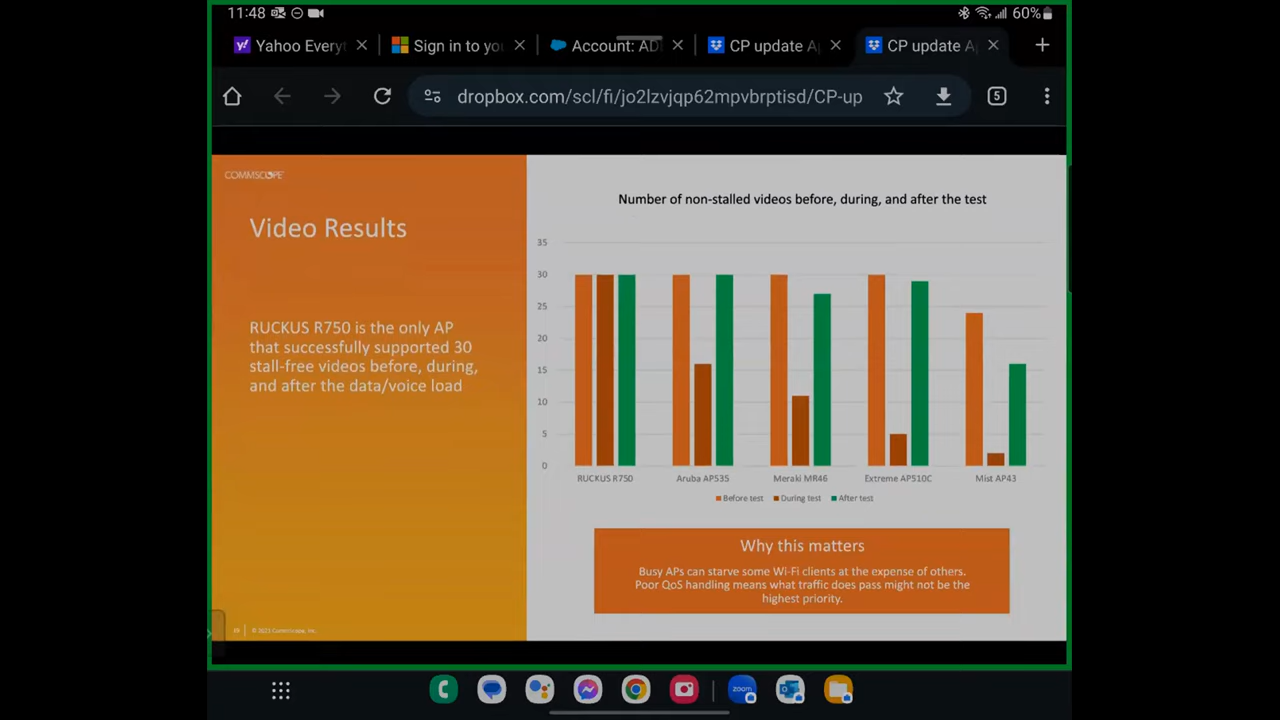 11:48
60%
Yahoo Everyt
Sign in to you
Account: AD
CP update A
CP update A
dropbox.com/scl/fi/jo2lzvjqp62mpvbrptisd/CP-up
5
COMMSCOPE
Video Results
RUCKUS R750 is the only AP
that successfully supported 30
stall-free videos before, during,
and after the data/voice load
© 2023 CommScope, Inc.
Number of non-stalled videos before, during, and after the test
35
30
25
20
15
10
5
0
RUCKUS R750
Aruba AP535
Meraki MR46
Extreme AP510C
Mist AP43
Before test
During test
After test
Why this matters
Busy APs can starve some Wi-Fi clients at the expense of others.
Poor QoS handling means what traffic does pass might not be the
highest priority.
zoom